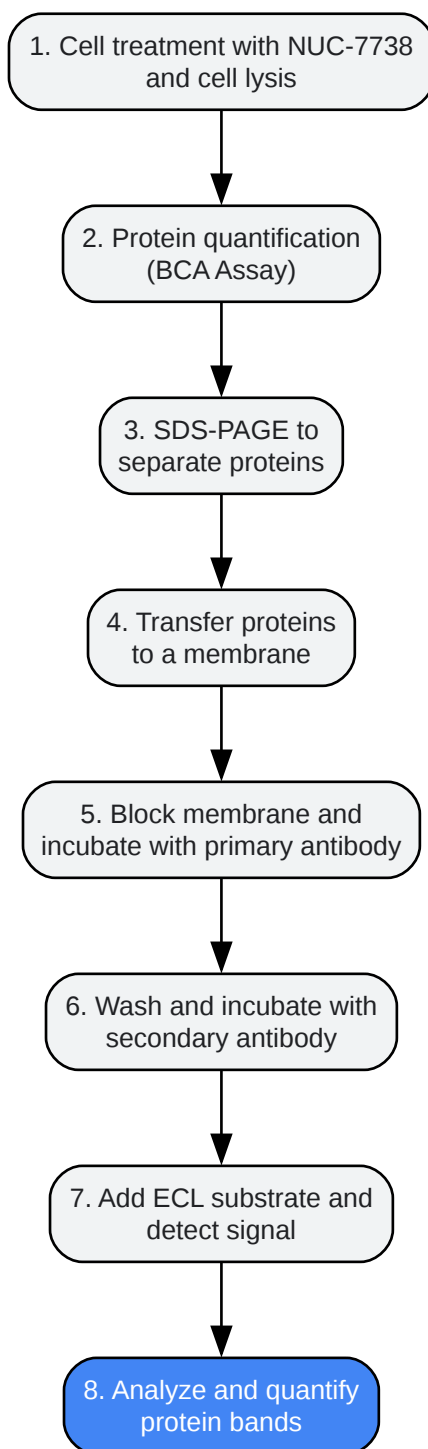 1. Cell treatment with NUC-7738
and cell lysis
2. Protein quantification
(BCA Assay)
3. SDS-PAGE to
separate proteins
4. Transfer proteins
to a membrane
5. Block membrane and
incubate with primary antibody
6. Wash and incubate with
secondary antibody
7. Add ECL substrate and
detect signal
8. Analyze and quantify
protein bands